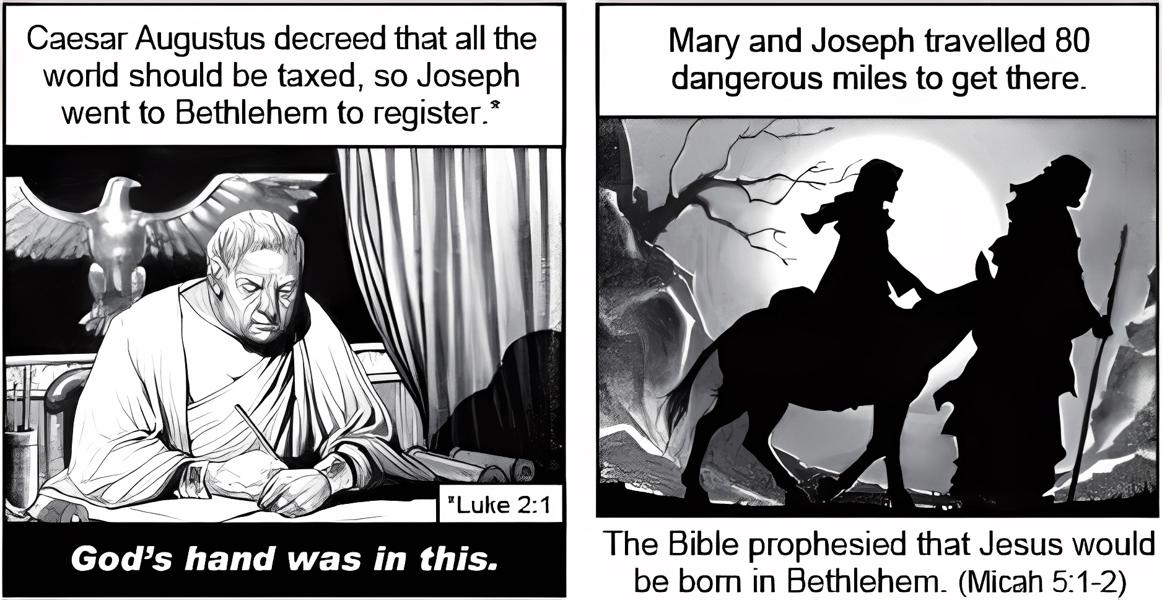 Caesar Augustus decreed that all the
world should be taxed, so Joseph
went to Bethlehem to register.*
*Luke 2:1
God's hand was in this.
Mary and Joseph travelled 80
dangerous miles to get there.
The Bible prophesied that Jesus would
be born in Bethlehem. (Micah 5:1-2)